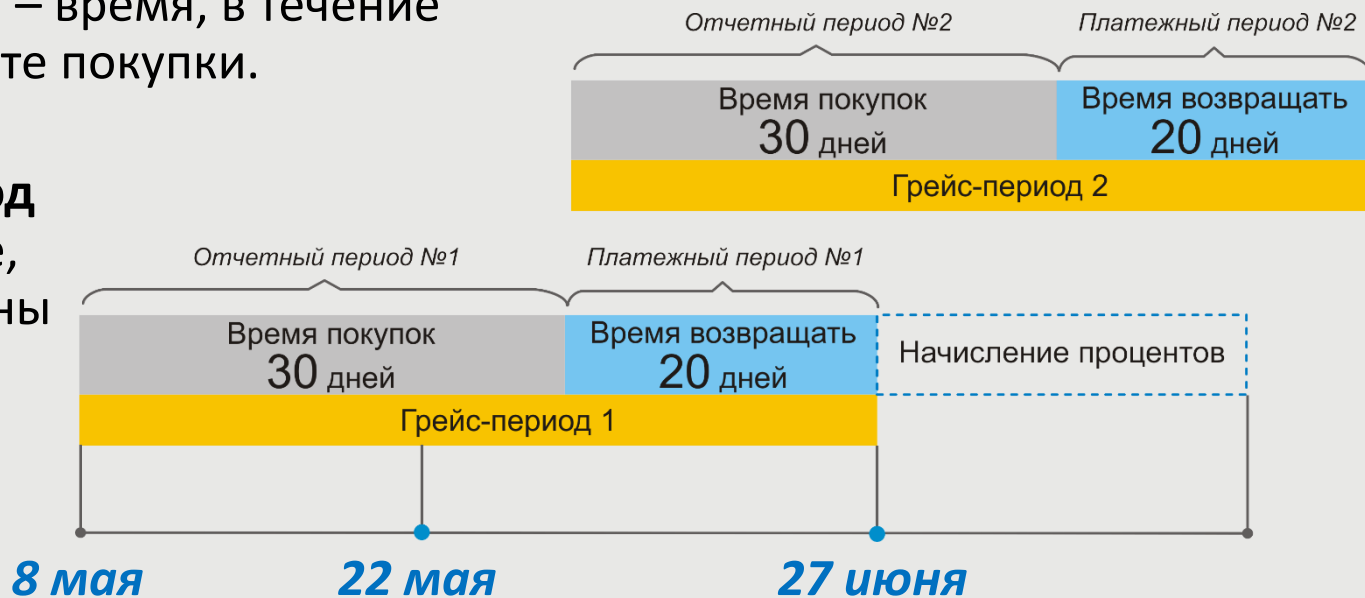 – время, в течение
те покупки.
од
е,
ны
Отчетный период №2
Платежный период №2
Время покупок
30 дней
Время возвращать
20 дней
Грейс-период 2
Отчетный период №1
Платежный период №1
Время покупок
30 дней
Время возвращать
20 дней
Начисление процентов
Грейс-период 1
8 мая
22 мая
27 июня